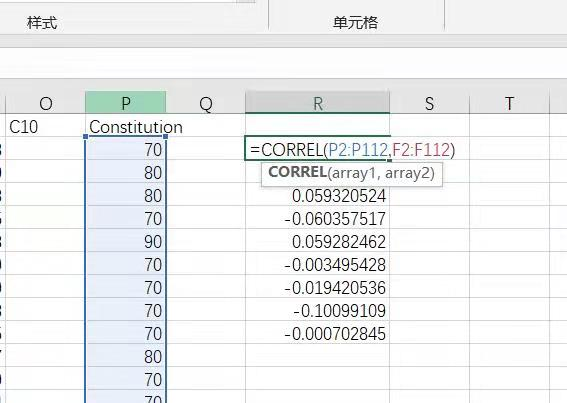 样式 单元格
O P Q R S T
C10 Constitution
70 =CORREL(P2:P112,F2:F112)
80 CORREL(array1, array2)
80 0.059320524
70 -0.060357517
90 0.059282462
70 -0.003495428
70 -0.019420536
70 -0.10099109
70 -0.000702845
80
70
70